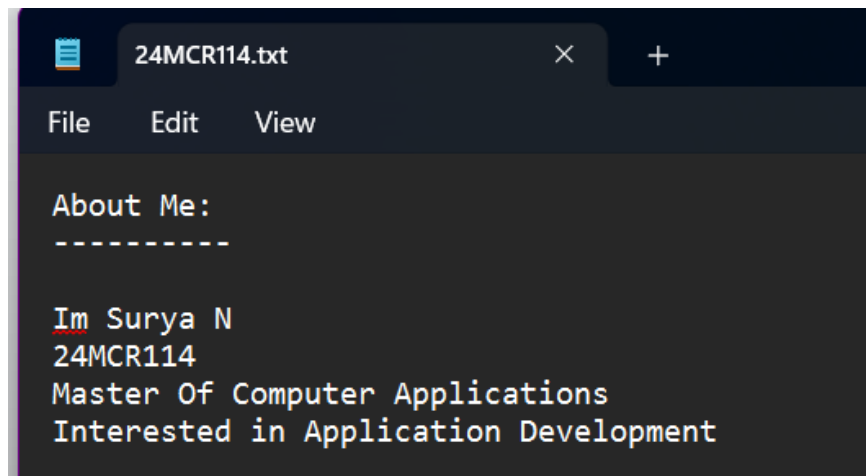 24MCR114.txt
File Edit View
About Me:
----------
Im Surya N
24MCR114
Master Of Computer Applications
Interested in Application Development